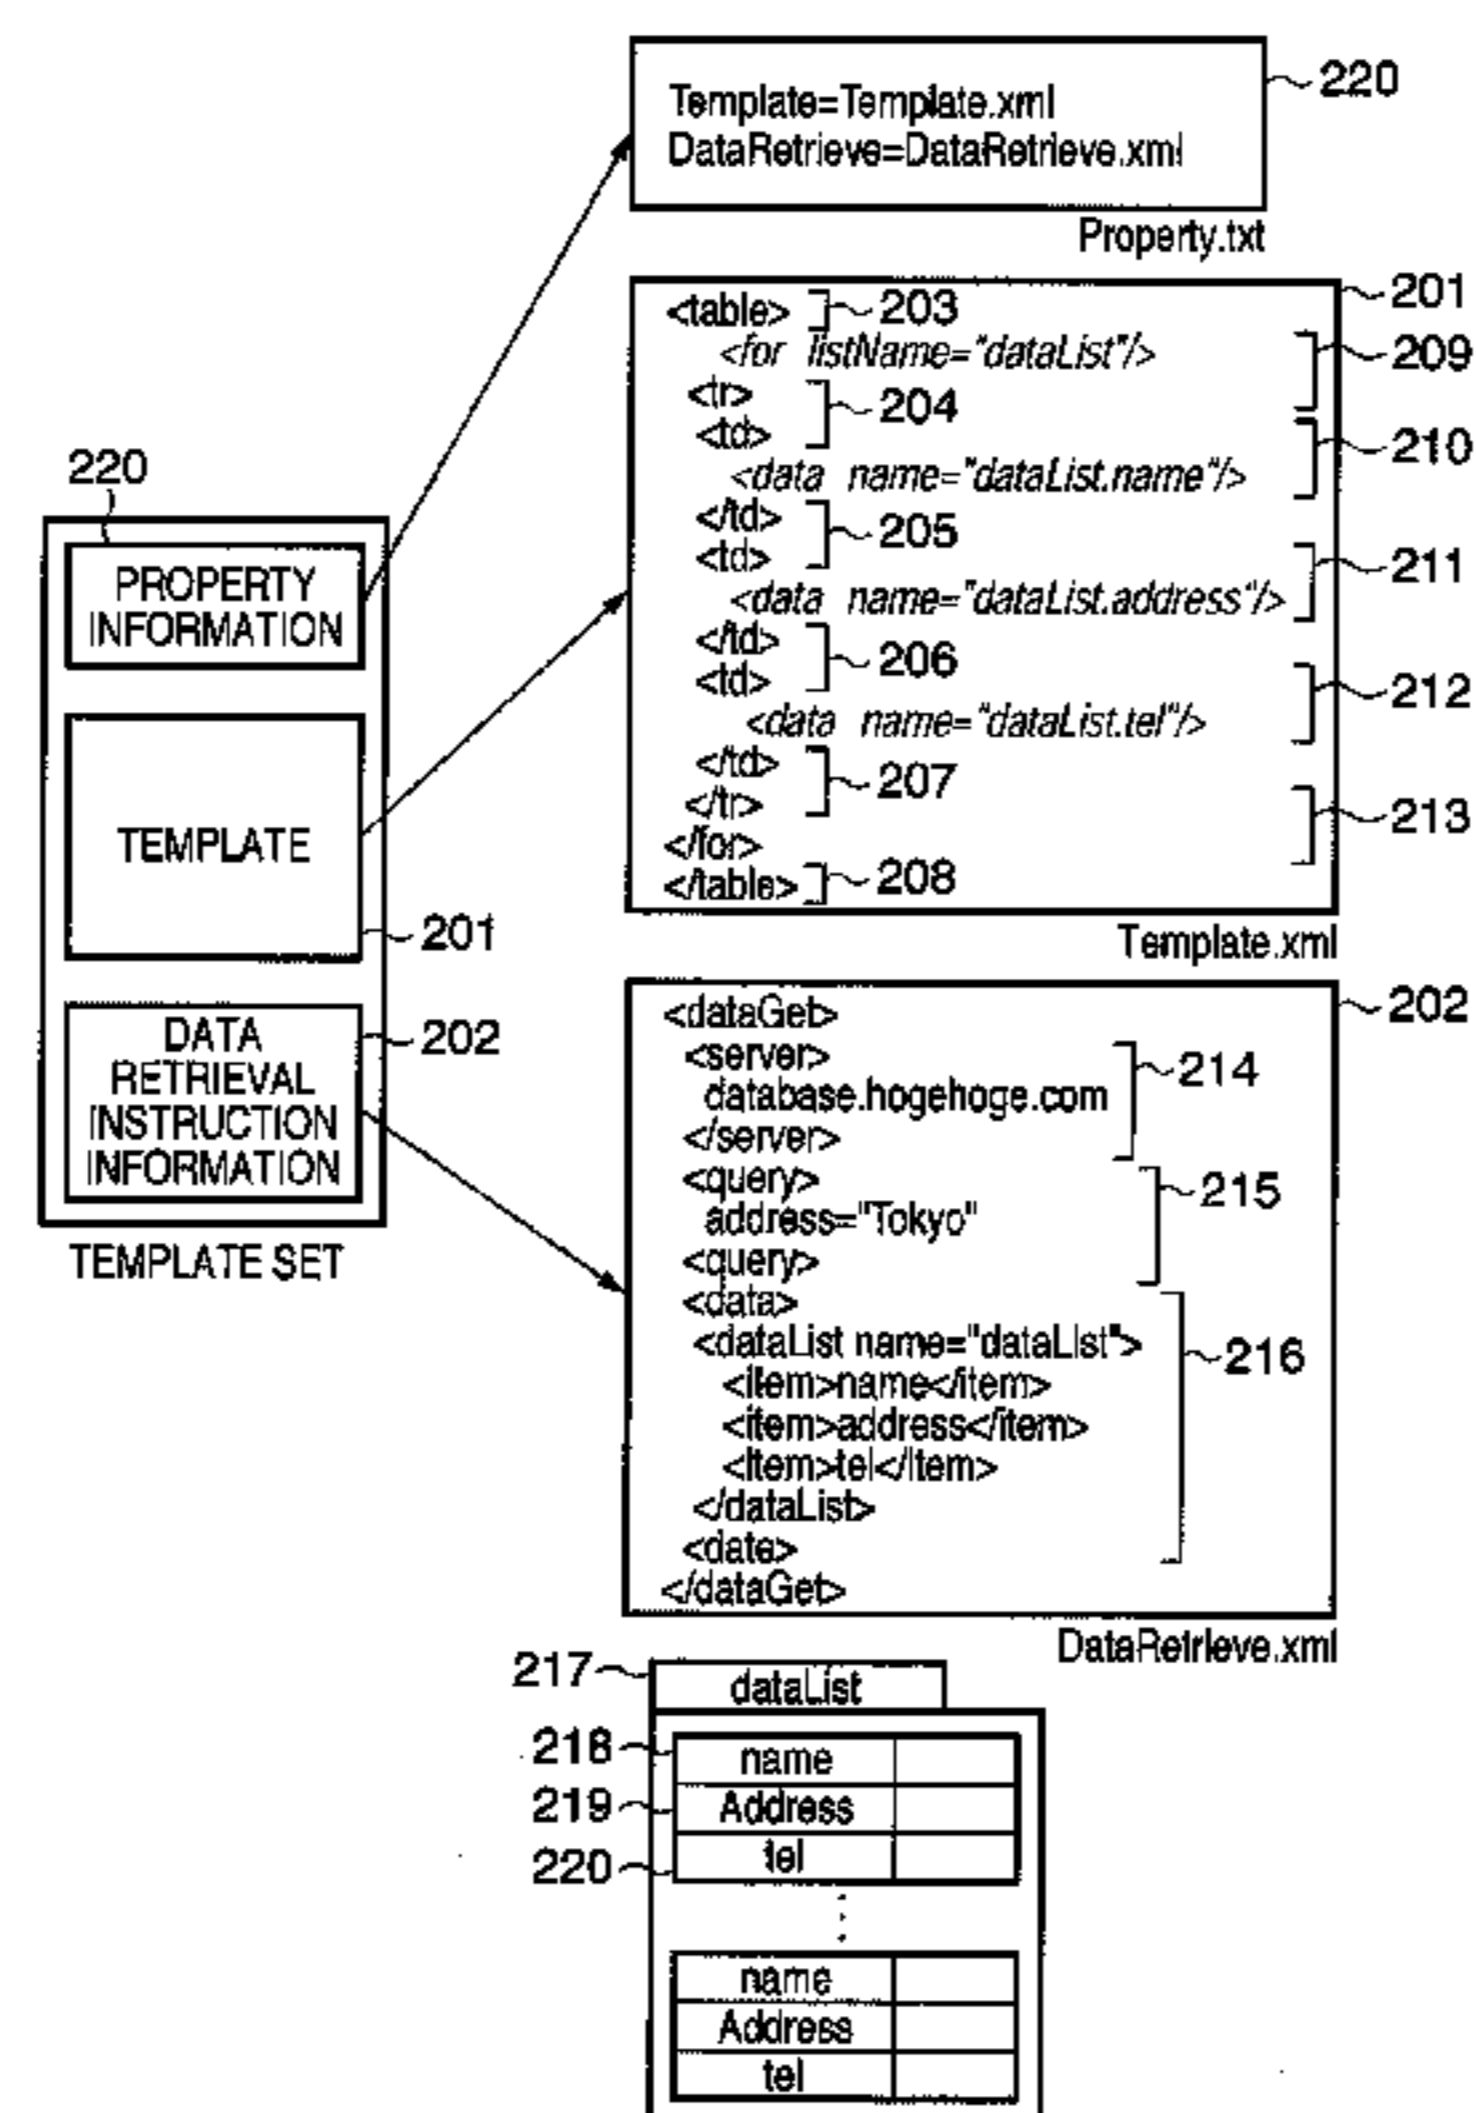 220
PROPERTY
INFORMATION
TEMPLATE
201
DATA
RETRIEVAL
INSTRUCTION
INFORMATION
202
TEMPLATE SET
Template=Template.xml
DataRetrieve=DataRetrieve.xml
220
Property.txt
201
<table> 203
<for listName="dataList"/> 209
<tr>
204
<td>
210
<data name="dataList.name"/>
</td>
205
<td>
211
<data name="dataList.address"/>
</td>
206
<td>
212
<data name="dataList.tel"/>
</td>
207
</tr>
213
</for>
</table> 208
Template.xml
202
<dataGet>
<server>
214
database.hogehoge.com
</server>
<query>
215
address="Tokyo"
<query>
<data>
<dataList name="dataList">
216
<item>name</item>
<item>address</item>
<item>tel</item>
</dataList>
<date>
</dataGet>
DataRetrieve.xml
217 dataList
218 name
219 Address
220 tel
name
Address
tel